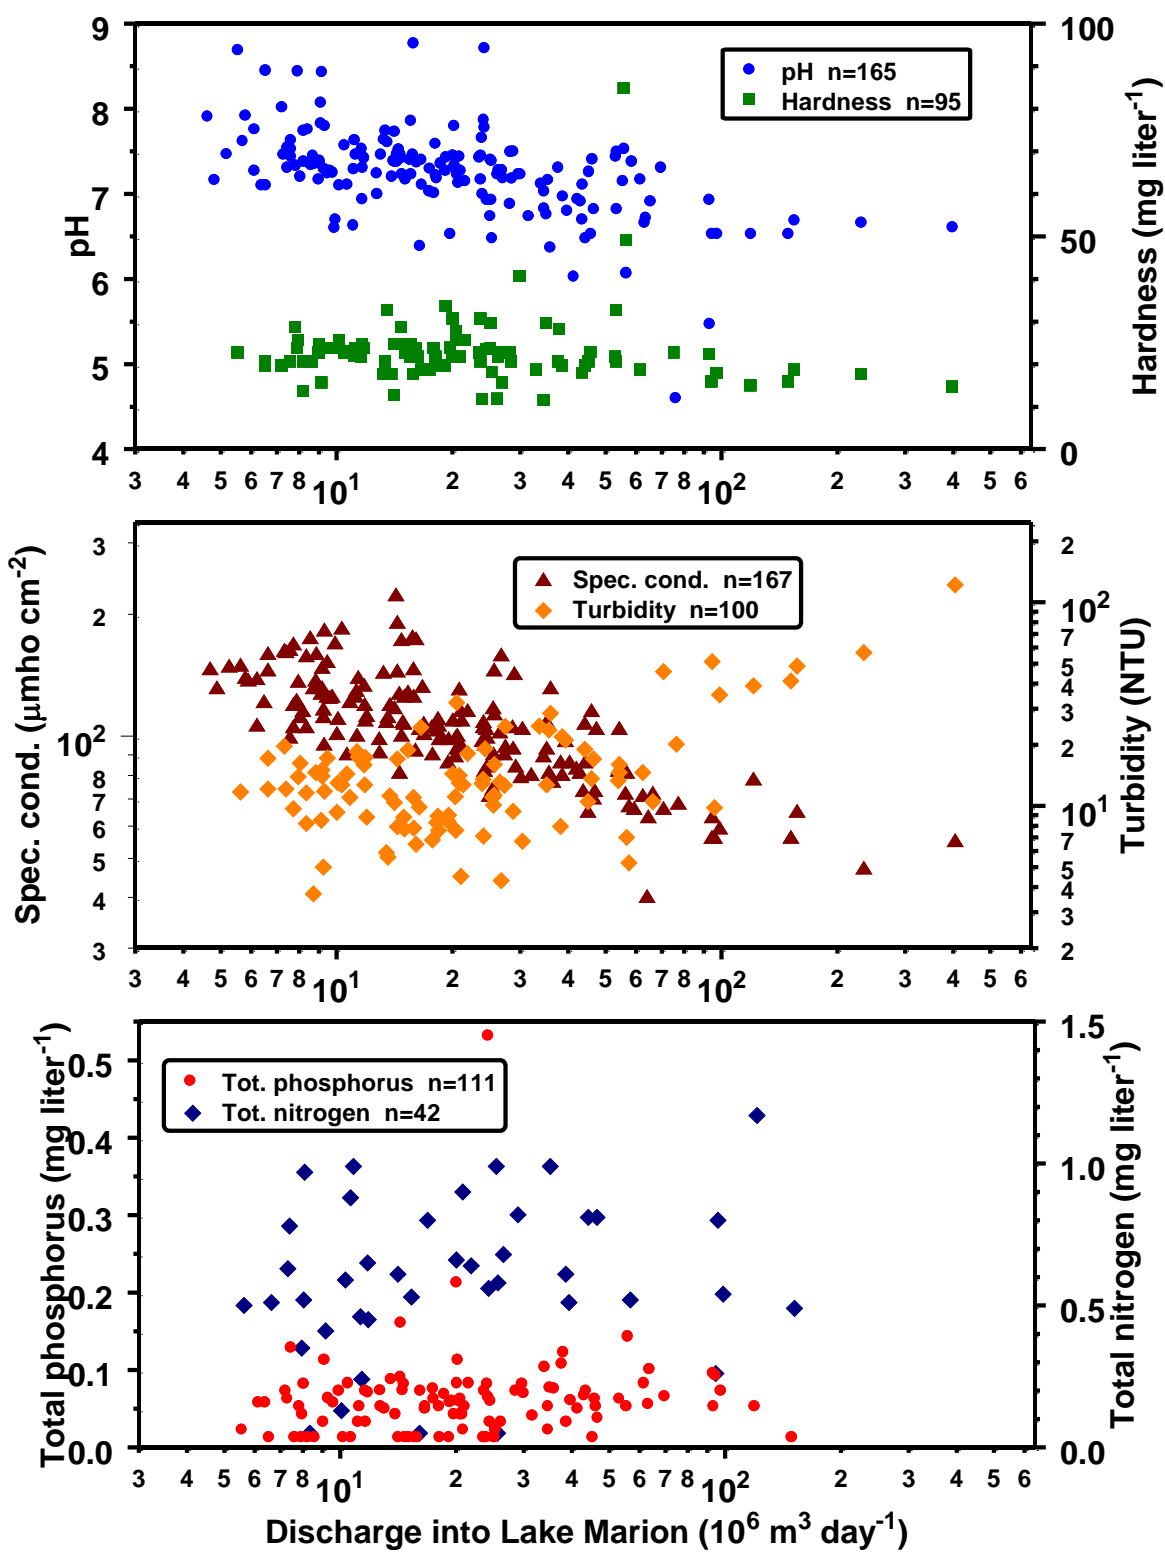 9
8
7
6
5
4
pH
100
50
0
Hardness (mg liter-1)
pH n=165
Hardness n=95
3 4 5 6 7 8 10^1 2 3 4 5 6 7 8 10^2 2 3 4 5 6
3
2
10^2
8
7
6
5
4
3
Spec. cond. (µmho cm-2)
2
10^2
7
5
4
3
2
10^1
7
5
4
3
2
Turbidity (NTU)
Spec. cond. n=167
Turbidity n=100
3 4 5 6 7 8 10^1 2 3 4 5 6 7 8 10^2 2 3 4 5 6
0.5
0.4
0.3
0.2
0.1
0.0
Total phosphorus (mg liter-1)
1.5
1.0
0.5
0.0
Total nitrogen (mg liter-1)
Tot. phosphorus n=111
Tot. nitrogen n=42
3 4 5 6 7 8 10^1 2 3 4 5 6 7 8 10^2 2 3 4 5 6
Discharge into Lake Marion (10^6 m^3 day-1)